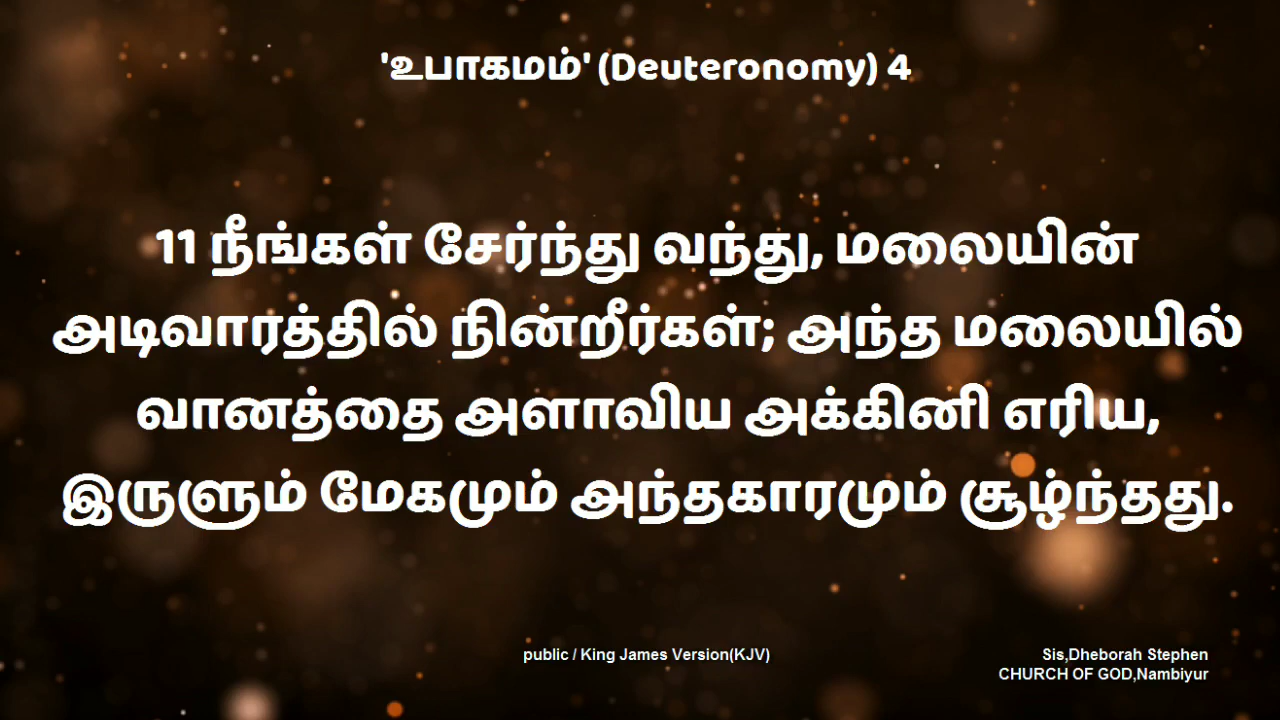 'உபாகமம்' (Deuteronomy) 4
11 நீங்கள் சேர்ந்து வந்து, மலையின்
அடிவாரத்தில் நின்றீர்கள்; அந்த மலையில்
வானத்தை அளாவிய அக்கினி எரிய,
இருளும் மேகமும் அந்தகாரமும் சூழ்ந்தது.
public / King James Version(KJV)
Sis,Dheborah Stephen
CHURCH OF GOD,Nambiyur